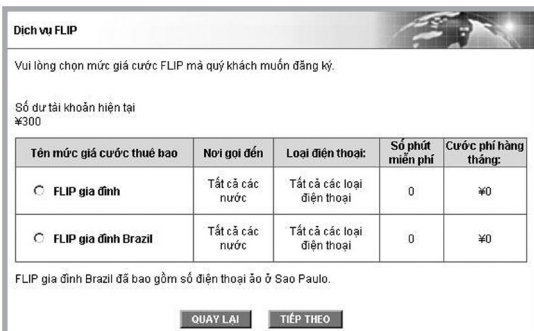 Dich vụ FLIP
Vui lòng chọn mức giá cước FLIP mà quý khách muốn đăng ký.
Số dư tài khoản hiện tại
¥300
Tên mức giá cước thuê bao Nơi gọi đến Loại điện thoại: Số phút miễn phí Cước phí hàng tháng:
FLIP gia đình Tất cả các nước Tất cả các loại điện thoại 0 ¥0
FLIP gia đình Brazil Tất cả các nước Tất cả các loại điện thoại 0 ¥0
FLIP gia đình Brazil đã bao gồm số điện thoại ảo ở Sao Paulo.
QUAY LẠI TIẾP THEO